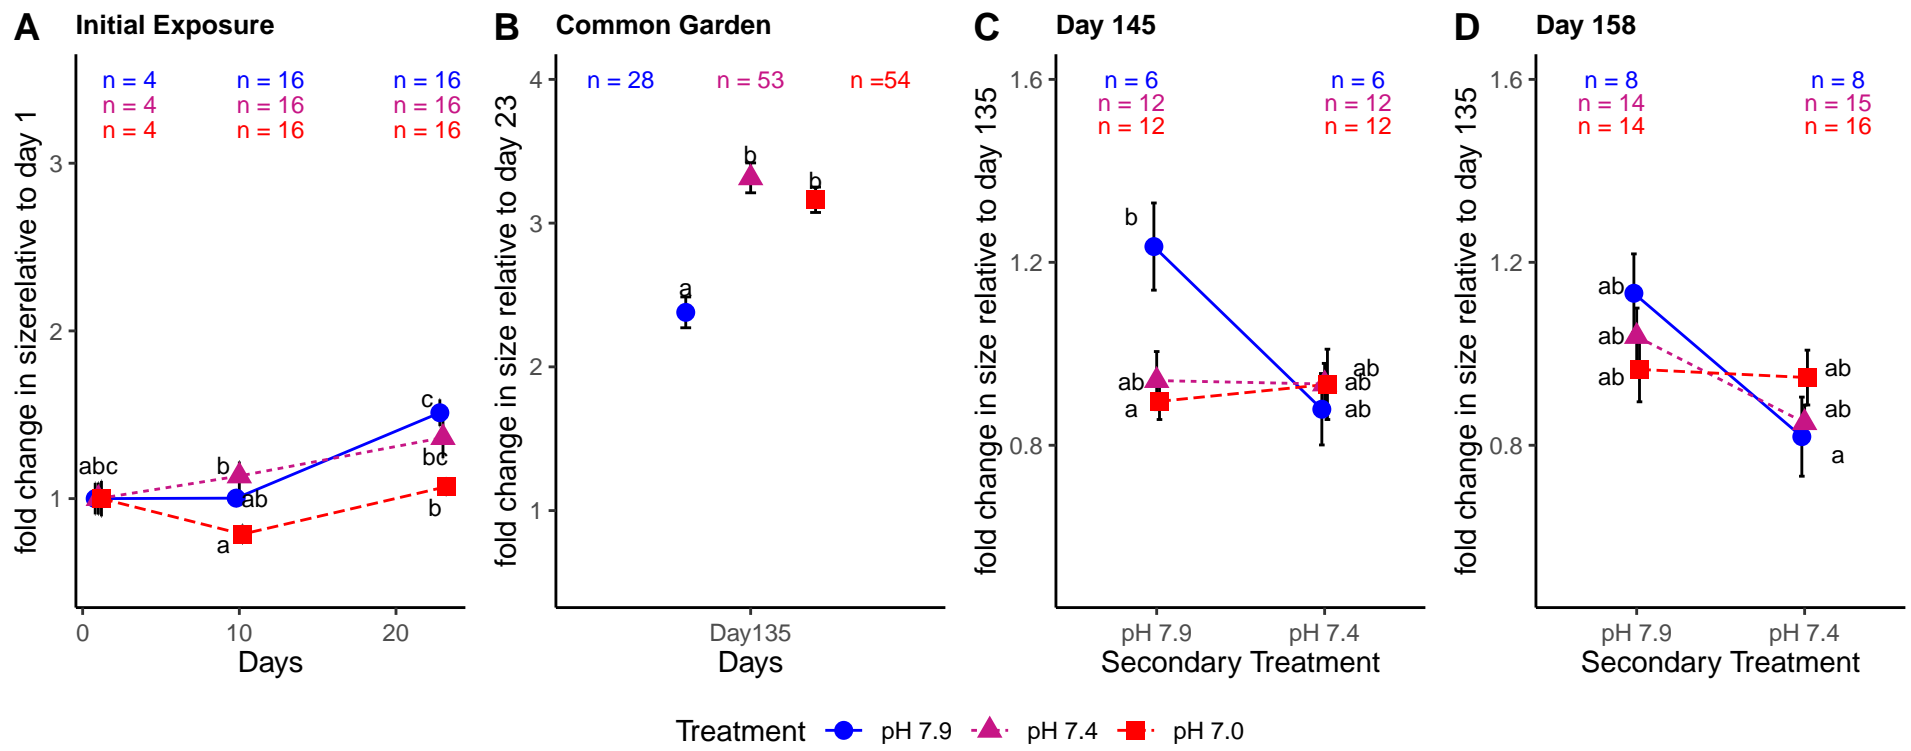 A Initial Exposure
fold change in sizerelative to day 1
n = 4 n = 16 n = 16
n = 4 n = 16 n = 16
n = 4 n = 16 n = 16
3
2
1
abc
b
ab
a
c
bc
b
0 10 20
Days
B Common Garden
fold change in size relative to day 23
n = 28 n = 53 n =54
4
3
2
1
a
b
b
Day135
Days
C Day 145
fold change in size relative to day 135
n = 6 n = 6
n = 12 n = 12
n = 12 n = 12
1.6
1.2
0.8
b
ab
a
ab
ab
ab
pH 7.9 pH 7.4
Secondary Treatment
D Day 158
fold change in size relative to day 135
n = 8 n = 8
n = 14 n = 15
n = 14 n = 16
1.6
1.2
0.8
ab
ab
ab
ab
ab
a
pH 7.9 pH 7.4
Secondary Treatment
Treatment pH 7.9 pH 7.4 pH 7.0